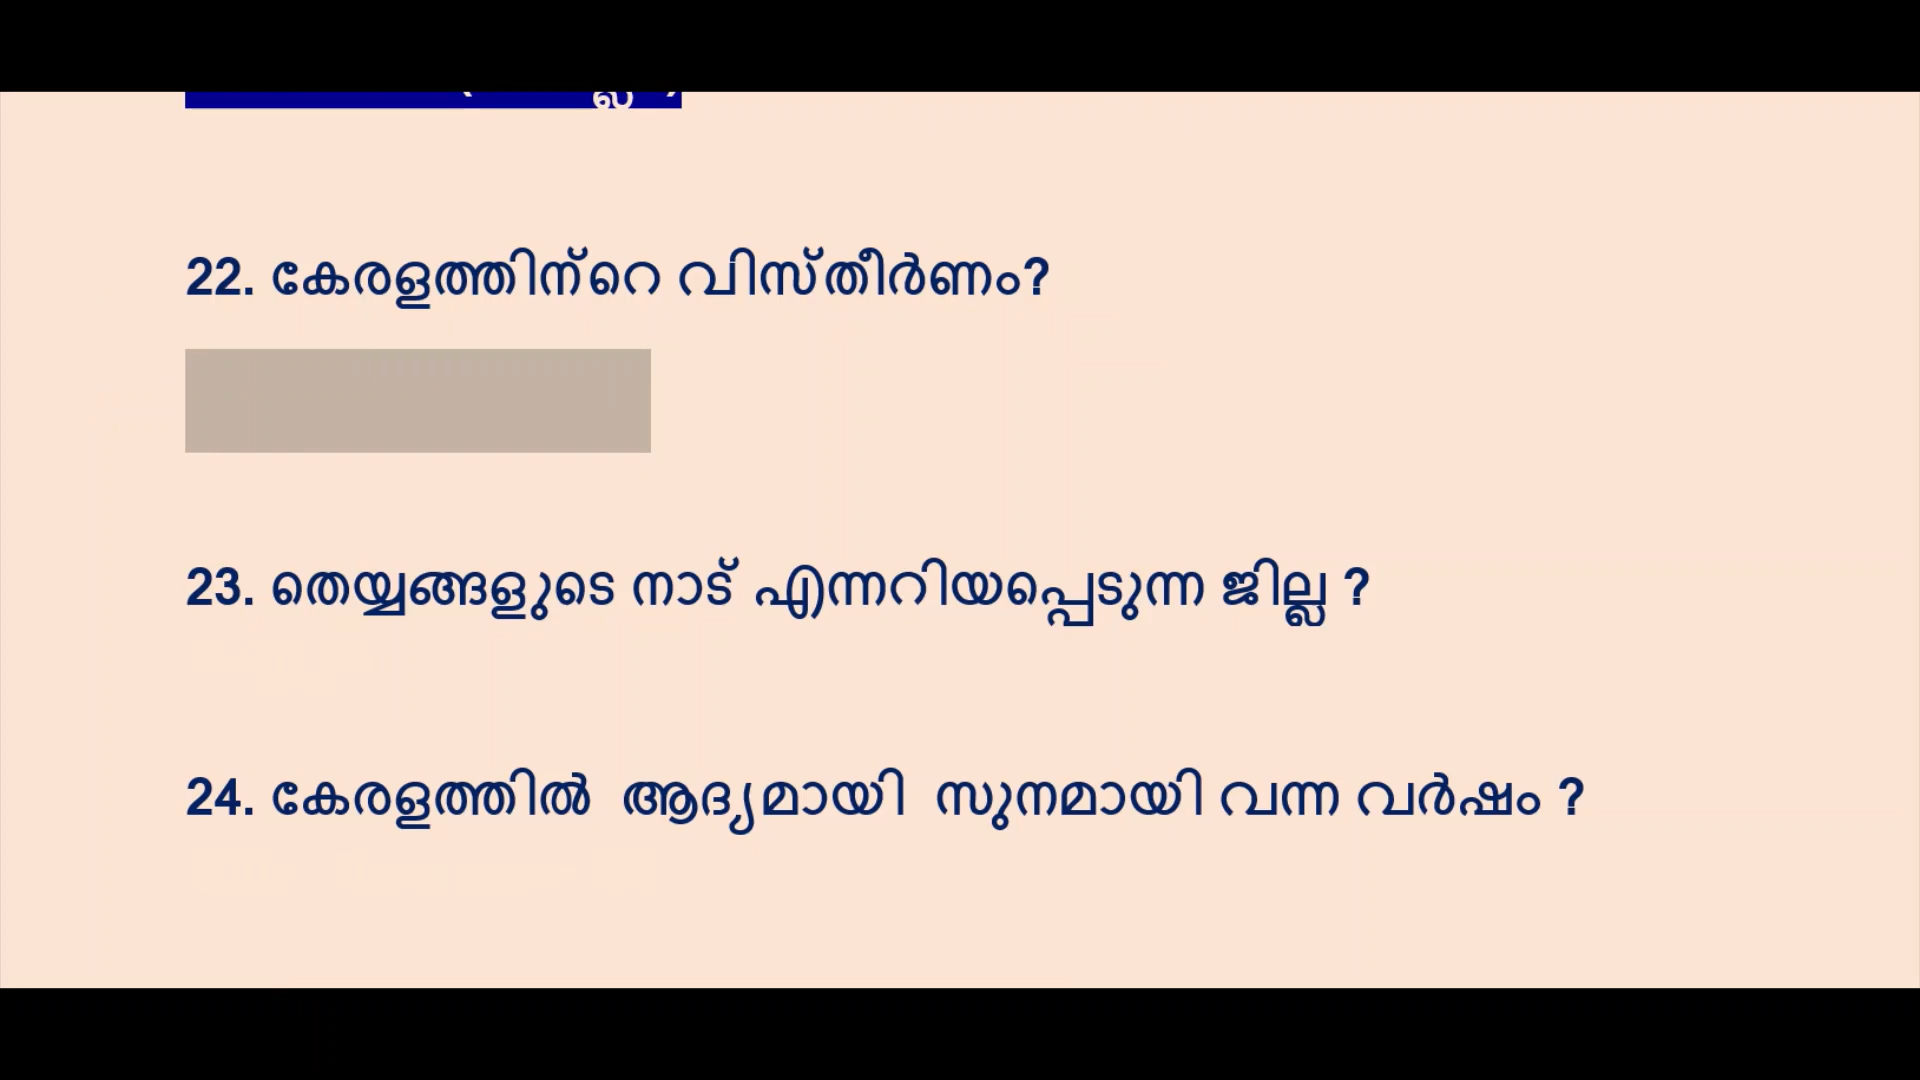 22. കേരളത്തിന്റെ വിസ്തീർണം?
23. തെയ്യങ്ങളുടെ നാട് എന്നറിയപ്പെടുന്ന ജില്ല ?
24. കേരളത്തിൽ ആദ്യമായി സുനമായി വന്ന വർഷം ?